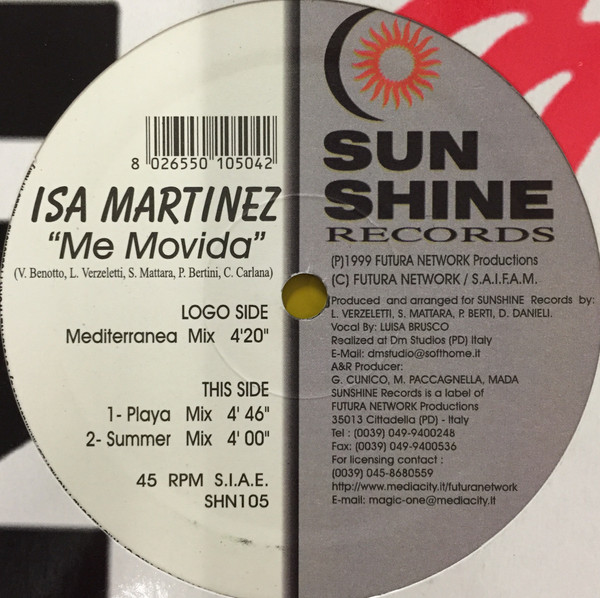 8 026550 105042
ISA MARTINEZ
"Me Movida"
(V. Benotto, L. Verzeletti, S. Mattara, P. Bertini, C. Carlana)
LOGO SIDE
Mediterranea Mix 4'20"
THIS SIDE
1- Playa Mix 4' 46"
2- Summer Mix 4' 00"
45 RPM S.I.A.E.
SHN105
SUN
SHINE
RECORDS
(P)1999 FUTURA NETWORK Productions
(C) FUTURA NETWORK / S.A.I.F.A.M.
Produced and arranged for SUNSHINE Records by:
L. VERZELETTI, S. MATTARA, P. BERTI, D. DANIELI.
Vocal By: LUISA BRUSCO
Realized at Dm Studios (PD) Italy
E-Mail: dmstudio@softhome.it
A&R Producer:
G. CUNICO, M. PACCAGNELLA, MADA
SUNSHINE Records is a label of
FUTURA NETWORK Productions
35013 Cittadella (PD) - Italy
Tel : (0039) 049-9400248
Fax: (0039) 049-9400536
For licensing contact :
(0039) 045-8680559
http://www.mediacity.it/futuranetwork
E-mail: magic-one@mediacity.it